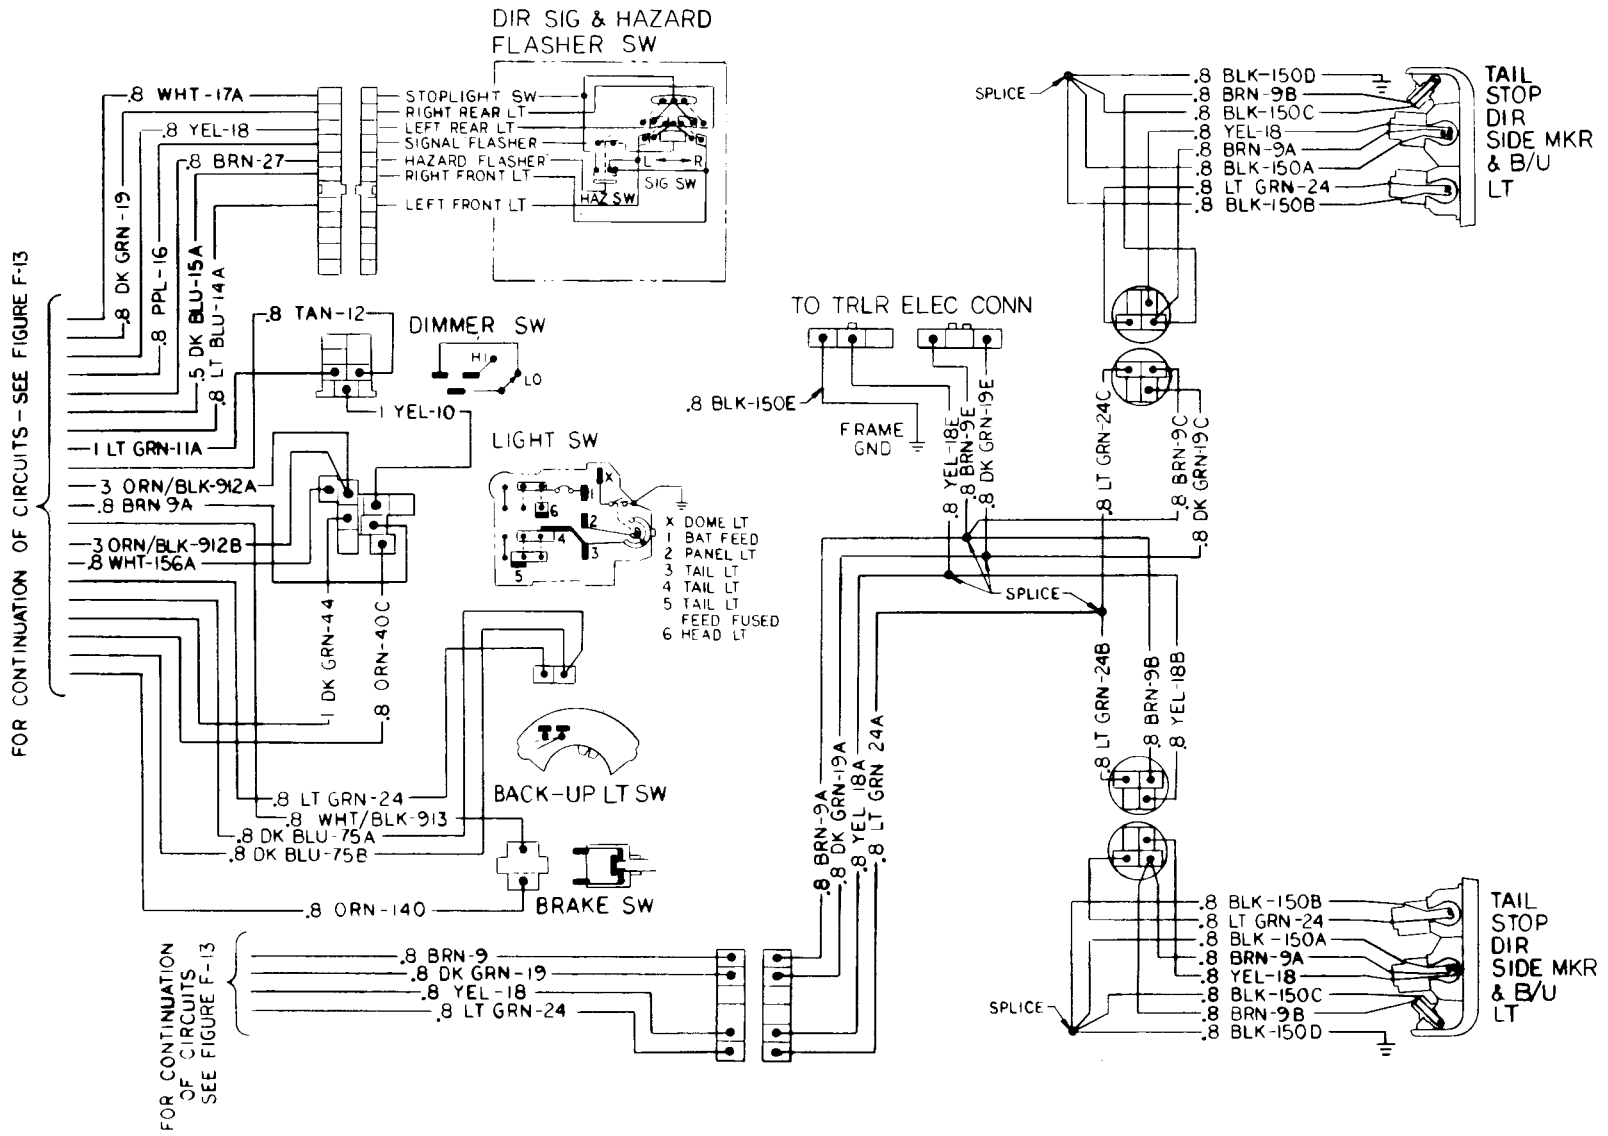 DIR SIG & HAZARD
FLASHER SW
.8 WHT-17A
.8 YEL-18
.8 BRN-27
.8 DK GRN-19
.8 PPL-16
.5 DK BLU-15A
.8 LT BLU-14A
STOPLIGHT SW
RIGHT REAR LT
LEFT REAR LT
SIGNAL FLASHER
HAZARD FLASHER
RIGHT FRONT LT
LEFT FRONT LT
L
R
SIG SW
HAZ SW
FOR CONTINUATION OF CIRCUITS - SEE FIGURE F-13
.8 TAN-12
DIMMER SW
HI
LO
1 YEL-10
1 LT GRN-11A
3 ORN/BLK-912A
.8 BRN 9A
3 ORN/BLK-912B
.8 WHT-156A
1 DK GRN-44
.8 ORN-40C
LIGHT SW
X
1
6
2
4
3
5
X DOME LT
1 BAT FEED
2 PANEL LT
3 TAIL LT
4 TAIL LT
5 TAIL LT
FEED FUSED
6 HEAD LT
BACK-UP LT SW
.8 LT GRN-24
.8 WHT/BLK-913
.8 DK BLU-75A
.8 DK BLU-75B
.8 ORN-140
BRAKE SW
FOR CONTINUATION
OF CIRCUITS
SEE FIGURE F-13
.8 BRN-9
.8 DK GRN-19
.8 YEL-18
.8 LT GRN-24
.8 BRN-9A
.8 DK GRN-19A
.8 YEL 18A
.8 LT GRN 24A
TO TRLR ELEC CONN
.8 BLK-150E
FRAME
GND
.8 YEL-18E
.8 BRN-9E
.8 DK GRN-19E
SPLICE
.8 LT GRN-24C
.8 BRN-9C
.8 DK GRN-19C
.8 LT GRN-24B
.8 BRN-9B
.8 YEL-18B
SPLICE
.8 BLK-150D
.8 BRN-9B
.8 BLK-150C
.8 YEL-18
.8 BRN-9A
.8 BLK-150A
.8 LT GRN-24
.8 BLK-150B
TAIL
STOP
DIR
SIDE MKR
& B/U
LT
.8 BLK-150B
.8 LT GRN-24
.8 BLK-150A
.8 BRN-9A
.8 YEL-18
.8 BLK-150C
.8 BRN-9B
.8 BLK-150D
SPLICE
TAIL
STOP
DIR
SIDE MKR
& B/U
LT